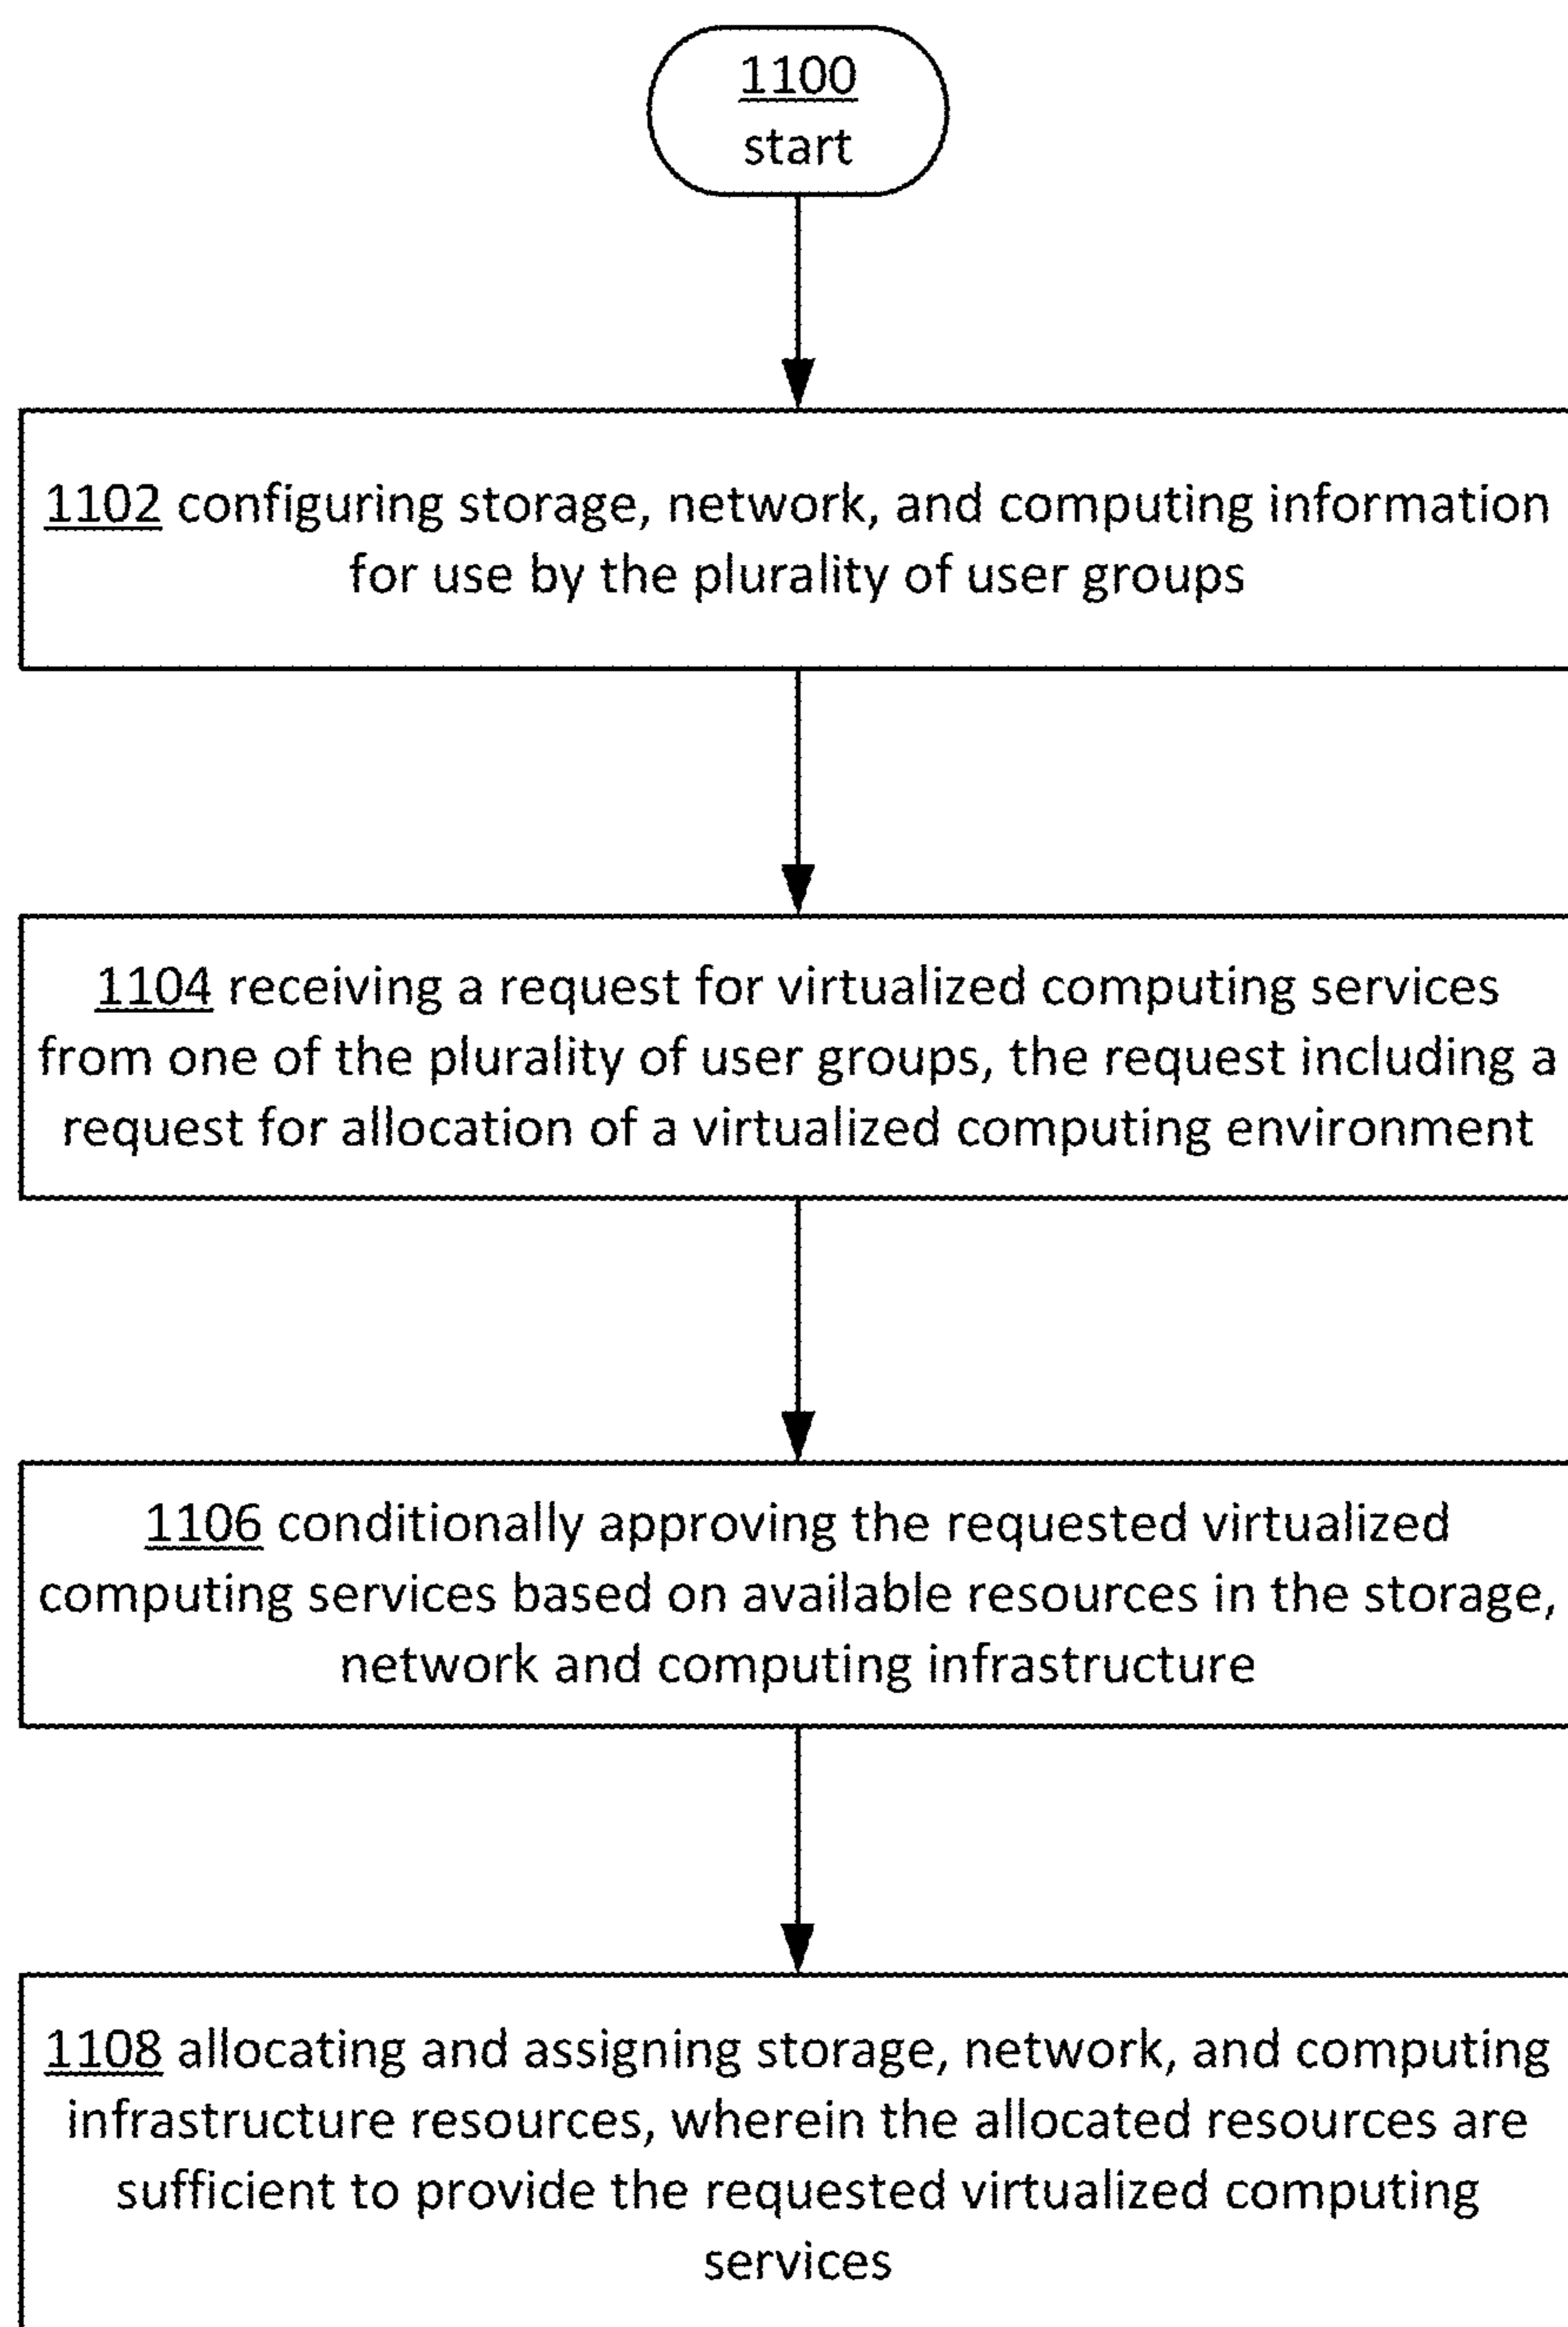 1100
start
1102 configuring storage, network, and computing information
for use by the plurality of user groups
1104 receiving a request for virtualized computing services
from one of the plurality of user groups, the request including a
request for allocation of a virtualized computing environment
1106 conditionally approving the requested virtualized
computing services based on available resources in the storage,
network and computing infrastructure
1108 allocating and assigning storage, network, and computing
infrastructure resources, wherein the allocated resources are
sufficient to provide the requested virtualized computing
services